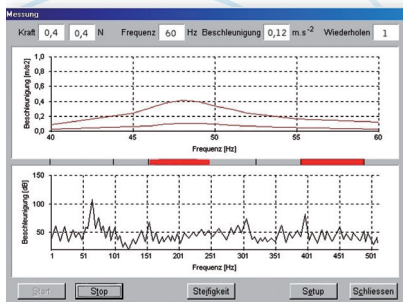 Messung
Kraft 0,4 0,4 N Frequenz 60 Hz Beschleunigung 0,12 m.s⁻² Wiederholen 1
Beschleunigung [m/s2]
1,0
0,8
0,6
0,4
0,2
0,0
40 45 50 55 60
Frequenz [Hz]
Beschleunigung [dB]
150
100
50
1 51 101 151 201 251 301 351 401 451 501
Frequenz [Hz]
Start Stop Steifigkeit Setup Schliessen